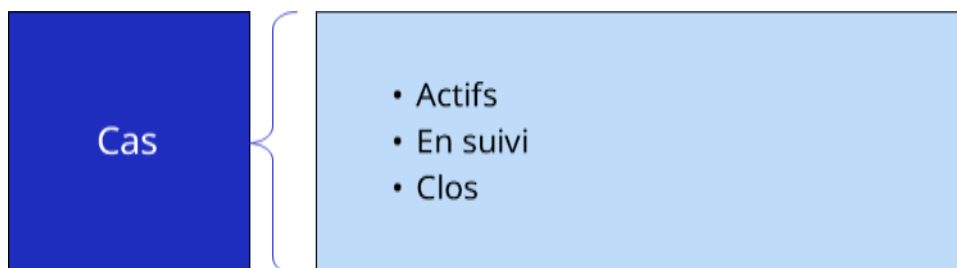 Cas
• Actifs
• En suivi
• Clos